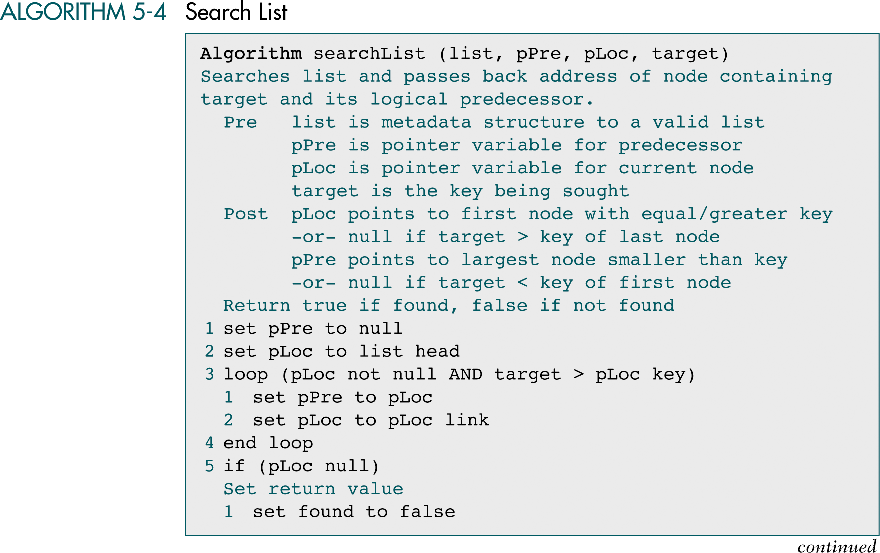 ALGORITHM 5-4 Search List
Algorithm searchList (list, pPre, pLoc, target)
Searches list and passes back address of node containing
target and its logical predecessor.
Pre list is metadata structure to a valid list
pPre is pointer variable for predecessor
pLoc is pointer variable for current node
target is the key being sought
Post pLoc points to first node with equal/greater key
-or- null if target > key of last node
pPre points to largest node smaller than key
-or- null if target < key of first node
Return true if found, false if not found
1 set pPre to null
2 set pLoc to list head
3 loop (pLoc not null AND target > pLoc key)
1 set pPre to pLoc
2 set pLoc to pLoc link
4 end loop
5 if (pLoc null)
Set return value
1 set found to false
continued